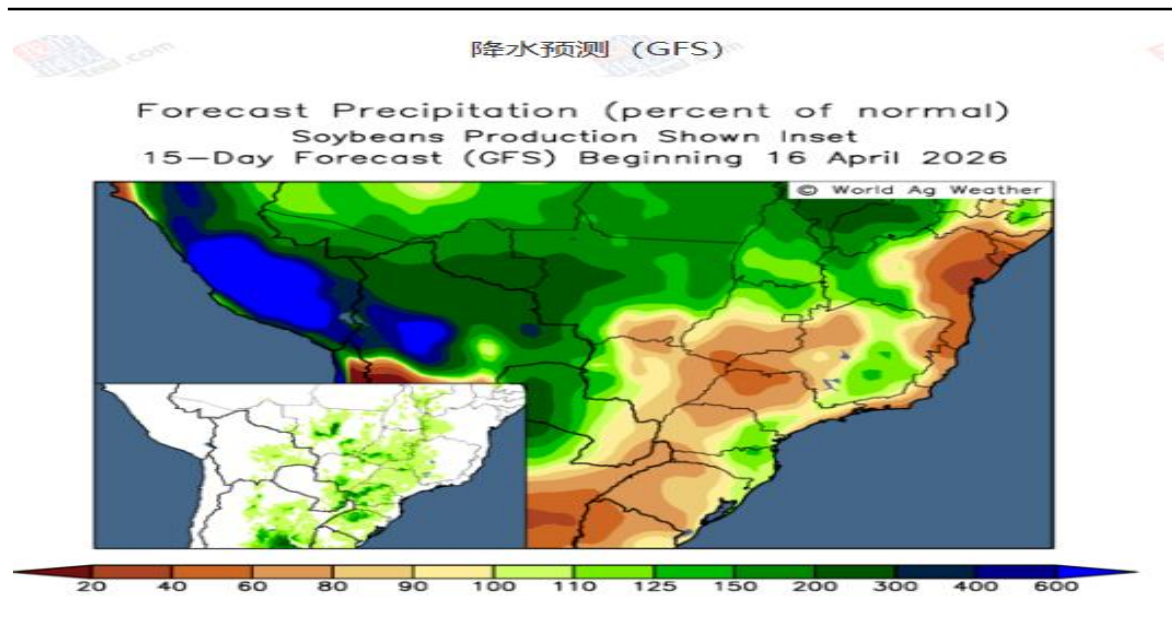 降水预测（GFS）
Forecast Precipitation (percent of normal)
Soybeans Production Shown Inset
15-Day Forecast (GFS) Beginning 16 April 2026
© World Ag Weather
20 40 60 80 90 100 110 125 150 200 300 400 600